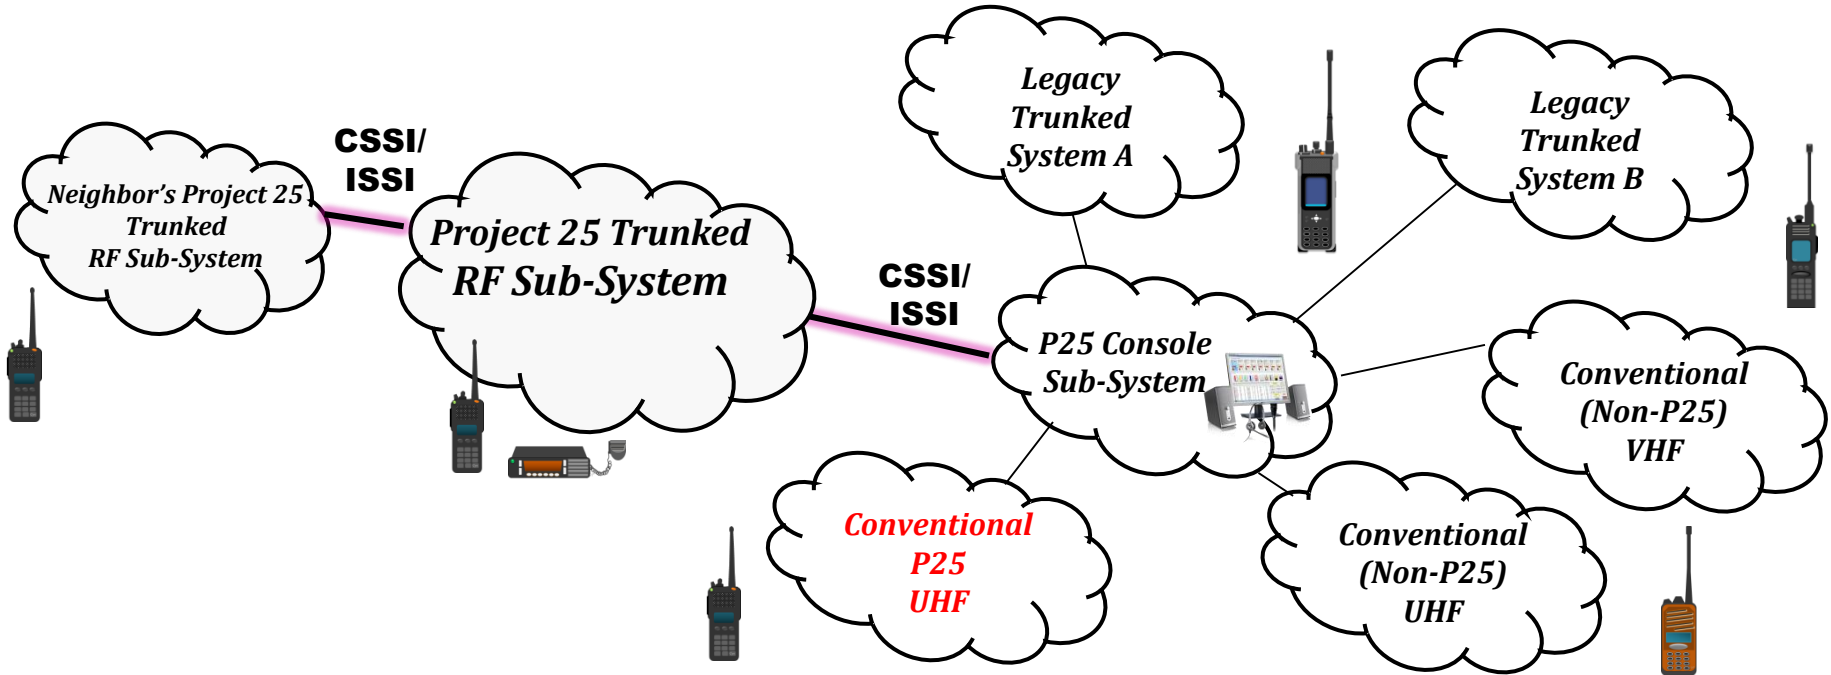 Neighbor's Project 25
Trunked
RF Sub-System
CSSI/
ISSI
Project 25 Trunked
RF Sub-System
CSSI/
ISSI
Legacy
Trunked
System A
Legacy
Trunked
System B
P25 Console
Sub-System
Conventional
(Non-P25)
VHF
Conventional
P25
UHF
Conventional
(Non-P25)
UHF